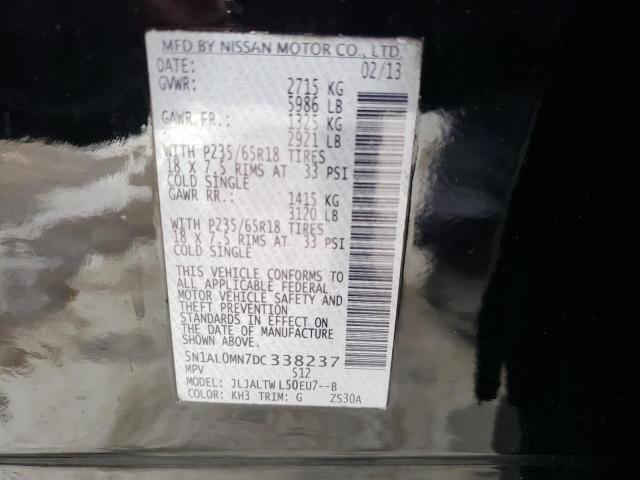 MFD BY NISSAN MOTOR CO., LTD.
DATE: 02/13
GVWR: 2715 KG
5986 LB
GAWR FR.: 1325 KG
2921 LB
WITH P235/65R18 TIRES
18 X 7.5 RIMS AT 33 PSI
COLD SINGLE
GAWR RR.: 1415 KG
3120 LB
WITH P235/65R18 TIRES
18 X 7.5 RIMS AT 33 PSI
COLD SINGLE
THIS VEHICLE CONFORMS TO
ALL APPLICABLE FEDERAL
MOTOR VEHICLE SAFETY AND
THEFT PREVENTION
STANDARDS IN EFFECT ON
THE DATE OF MANUFACTURE
SHOWN ABOVE.
5N1AL0MN7DC338237
MPV 512
MODEL: JLJALTWL50EU7--B
COLOR: KH3 TRIM: G ZS30A